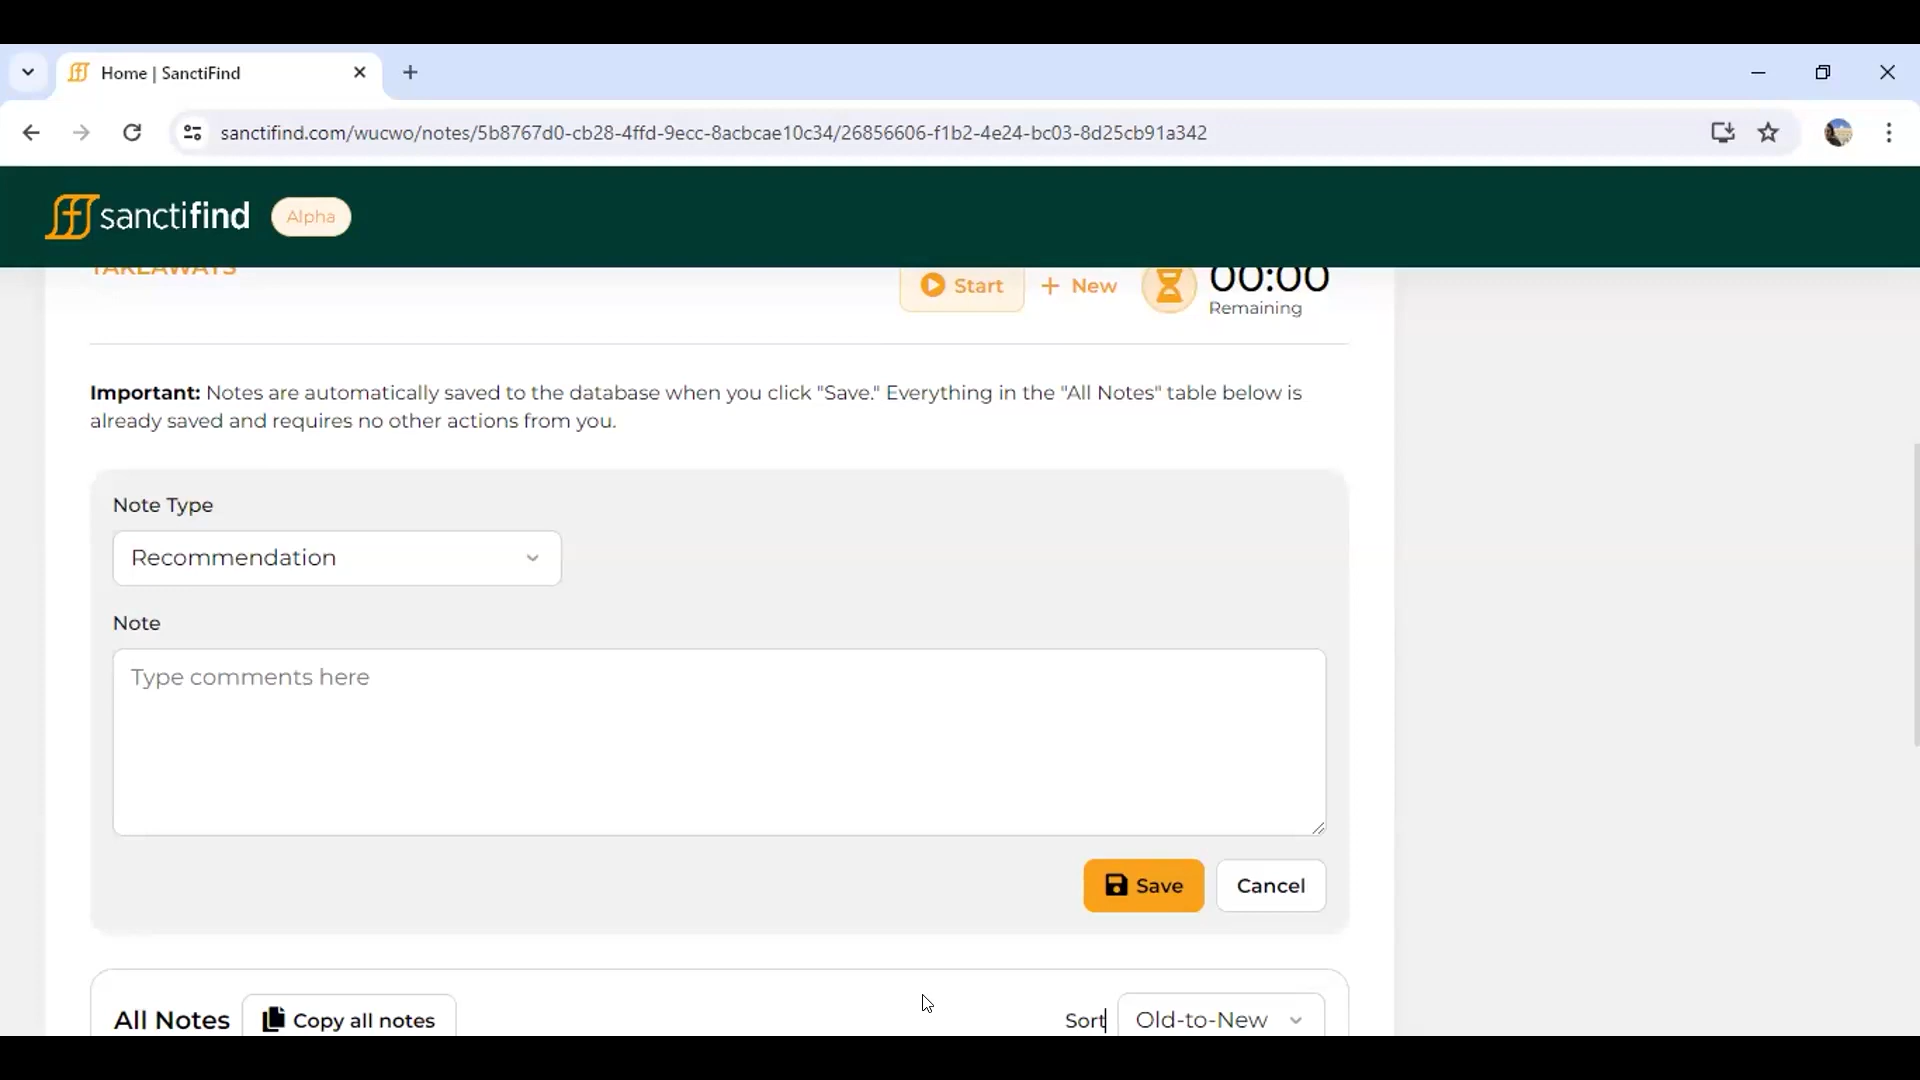 Home | SanctiFind
sanctifind.com/wucwo/notes/5b8767d0-cb28-4ffd-9ecc-8acbcae10c34/26856606-f1b2-4e24-bc03-8d25cb91a342
sanctifind Alpha
TAKEAWAYS
Start
New
00:00
Remaining
Important: Notes are automatically saved to the database when you click "Save." Everything in the "All Notes" table below is
already saved and requires no other actions from you.
Note Type
Recommendation
Note
Type comments here
Save
Cancel
All Notes
Copy all notes
Sort
Old-to-New